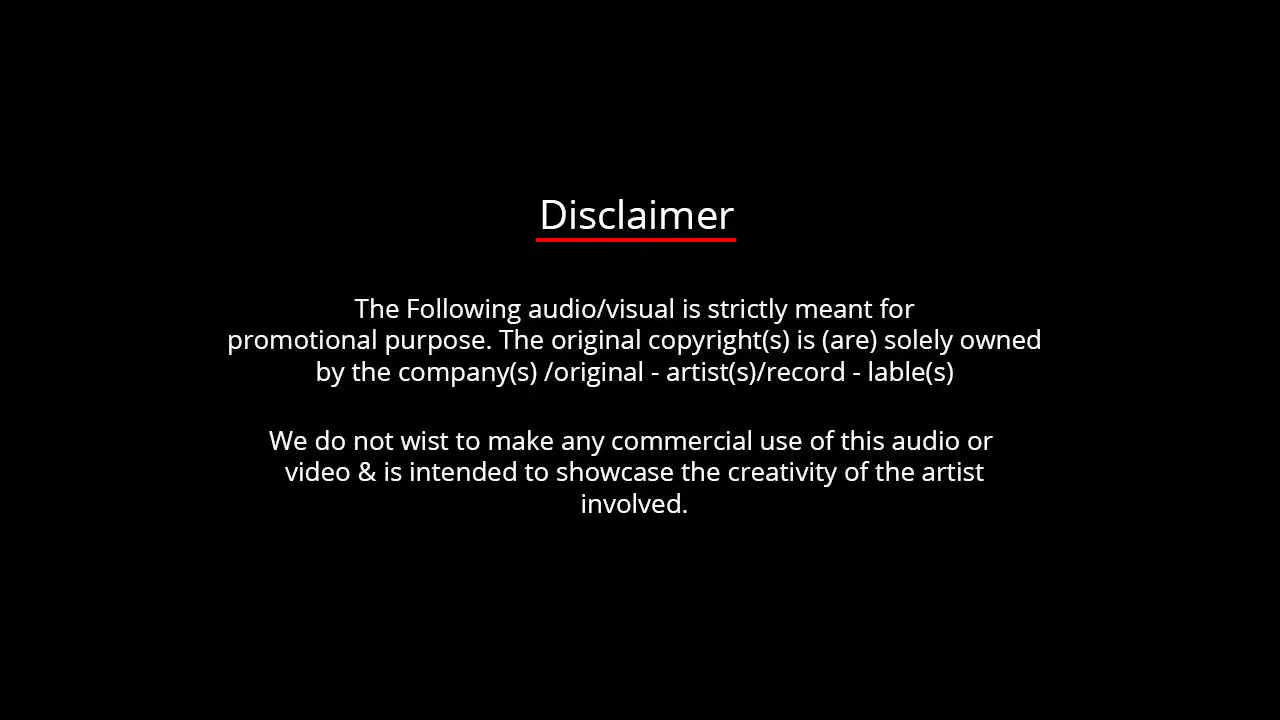 Disclaimer
The Following audio/visual is strictly meant for
promotional purpose. The original copyright(s) is (are) solely owned
by the company(s) /original - artist(s)/record - lable(s)
We do not wist to make any commercial use of this audio or
video & is intended to showcase the creativity of the artist
involved.